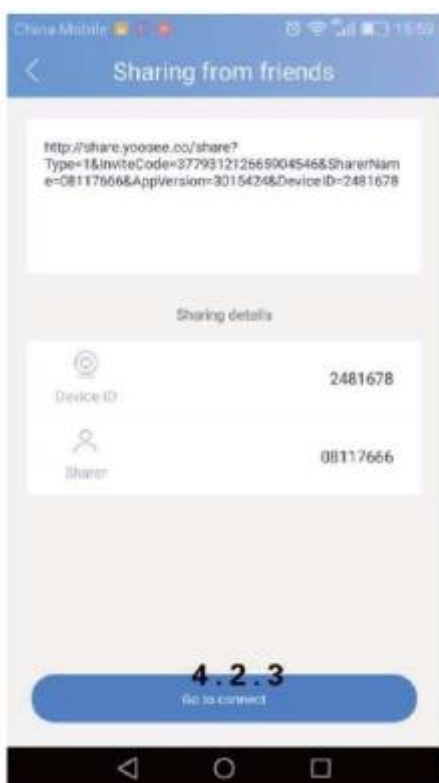 China Mobile
15:59
Sharing from friends
http://share.yoosee.co/share?
Type=1&InviteCode=377931212665904546&SharerNam
e=08117666&AppVersion=3015424&DeviceID=2481678
Sharing details
Device ID
2481678
Sharer
08117666
4.2.3
Go to connect